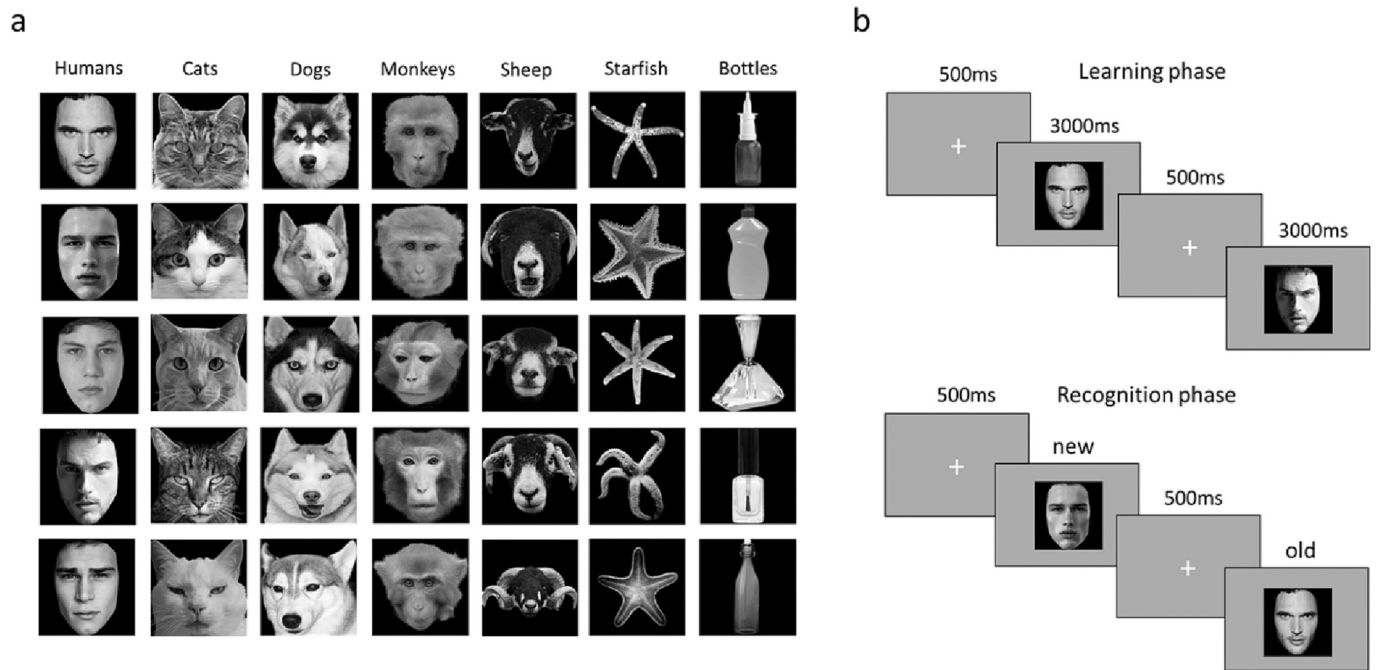 a
Humans Cats Dogs Monkeys Sheep Starfish Bottles
b
Learning phase
500ms
3000ms
500ms
3000ms
Recognition phase
500ms
new
500ms
old